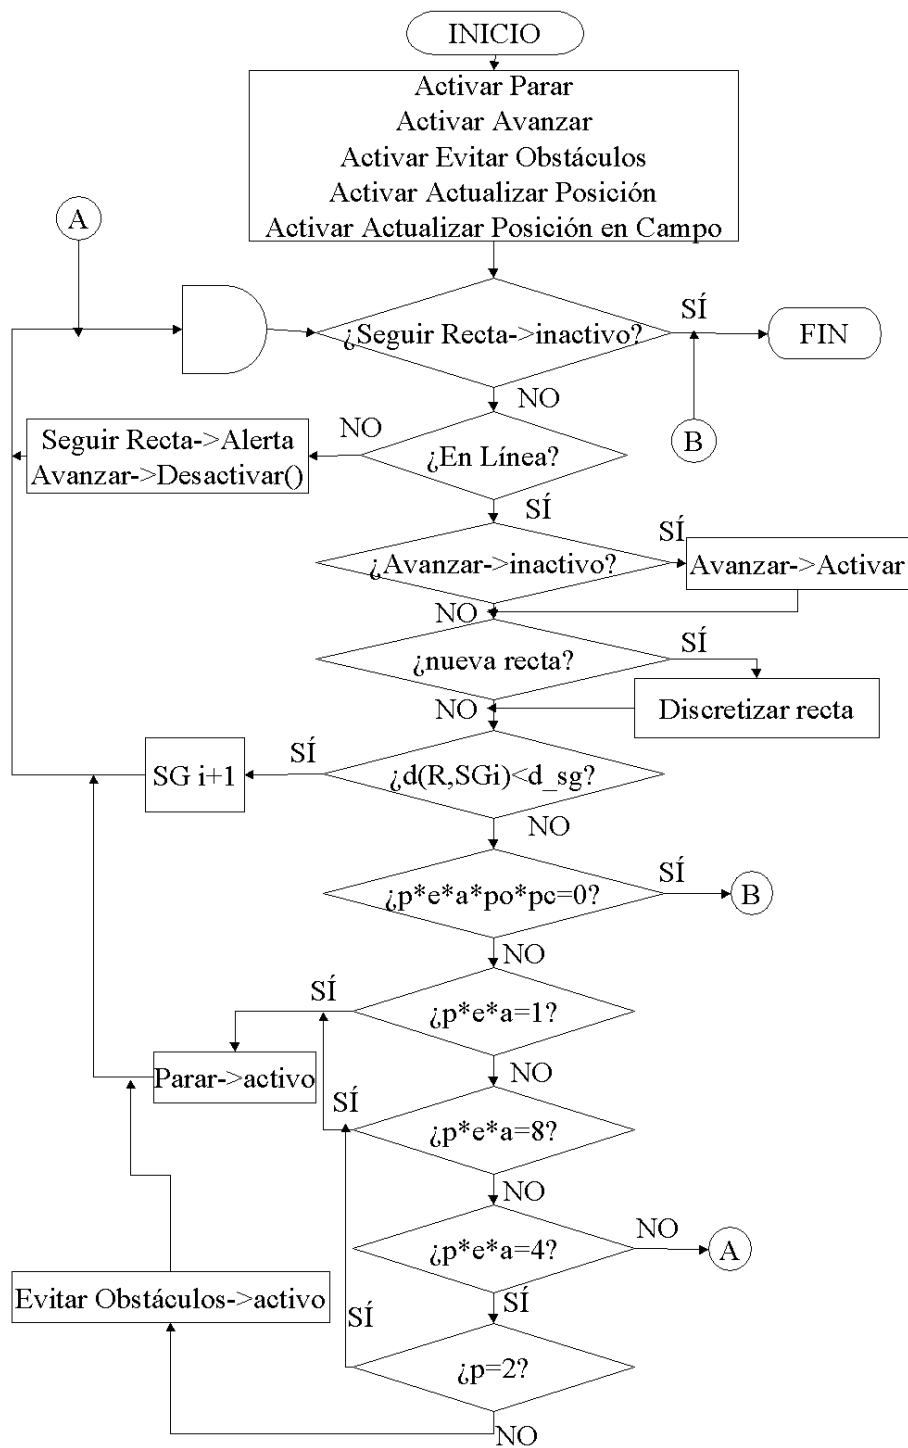 INICIO
Activar Parar
Activar Avanzar
Activar Evitar Obstáculos
Activar Actualizar Posición
Activar Actualizar Posición en Campo
A
¿Seguir Recta->inactivo?
SÍ
FIN
NO
B
Seguir Recta->Alerta
Avanzar->Desactivar()
NO
¿En Línea?
SÍ
¿Avanzar->inactivo?
SÍ
Avanzar->Activar
NO
¿nueva recta?
SÍ
Discretizar recta
NO
SG i+1
SÍ
¿d(R,SGi)<d_sg?
NO
¿p*e*a*po*pc=0?
SÍ
B
NO
SÍ
¿p*e*a=1?
Parar->activo
NO
SÍ
¿p*e*a=8?
NO
¿p*e*a=4?
NO
A
Evitar Obstáculos->activo
SÍ
SÍ
¿p=2?
NO